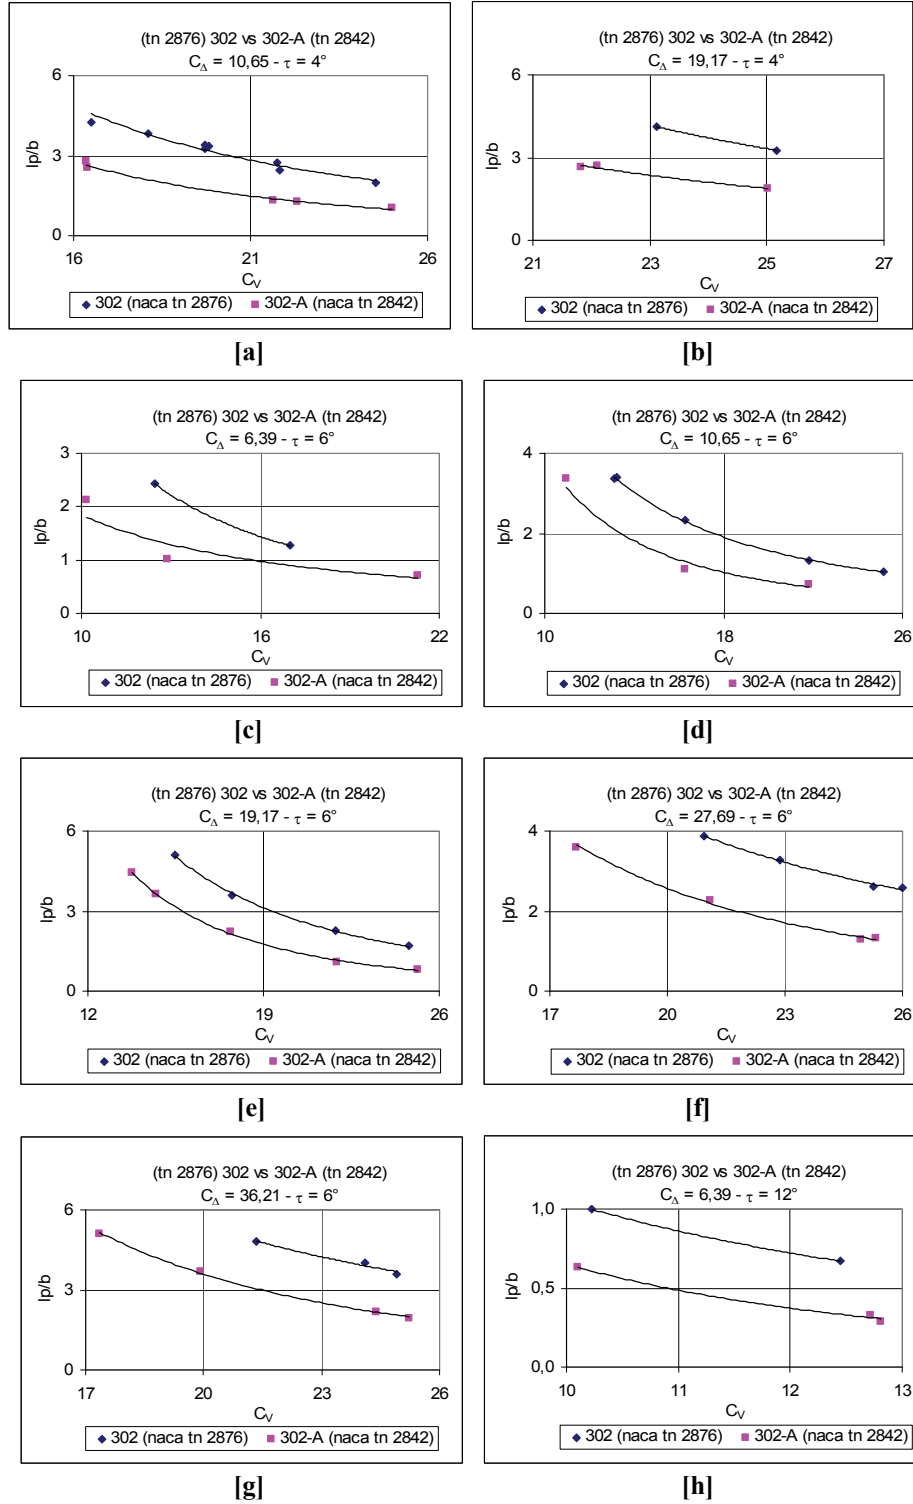 (tn 2876) 302 vs 302-A (tn 2842)
C∆ = 10,65 - τ = 4°
6
3
0
lp/b
16 21 26
CV
302 (naca tn 2876) 302-A (naca tn 2842)
[a]
(tn 2876) 302 vs 302-A (tn 2842)
C∆ = 19,17 - τ = 4°
6
3
0
lp/b
21 23 25 27
CV
302 (naca tn 2876) 302-A (naca tn 2842)
[b]
(tn 2876) 302 vs 302-A (tn 2842)
C∆ = 6,39 - τ = 6°
3
2
1
0
lp/b
10 16 22
CV
302 (naca tn 2876) 302-A (naca tn 2842)
[c]
(tn 2876) 302 vs 302-A (tn 2842)
C∆ = 10,65 - τ = 6°
4
2
0
lp/b
10 18 26
CV
302 (naca tn 2876) 302-A (naca tn 2842)
[d]
(tn 2876) 302 vs 302-A (tn 2842)
C∆ = 19,17 - τ = 6°
6
3
0
lp/b
12 19 26
CV
302 (naca tn 2876) 302-A (naca tn 2842)
[e]
(tn 2876) 302 vs 302-A (tn 2842)
C∆ = 27,69 - τ = 6°
4
2
0
lp/b
17 20 23 26
CV
302 (naca tn 2876) 302-A (naca tn 2842)
[f]
(tn 2876) 302 vs 302-A (tn 2842)
C∆ = 36,21 - τ = 6°
6
3
0
lp/b
17 20 23 26
CV
302 (naca tn 2876) 302-A (naca tn 2842)
[g]
(tn 2876) 302 vs 302-A (tn 2842)
C∆ = 6,39 - τ = 12°
1,0
0,5
0,0
lp/b
10 11 12 13
CV
302 (naca tn 2876) 302-A (naca tn 2842)
[h]